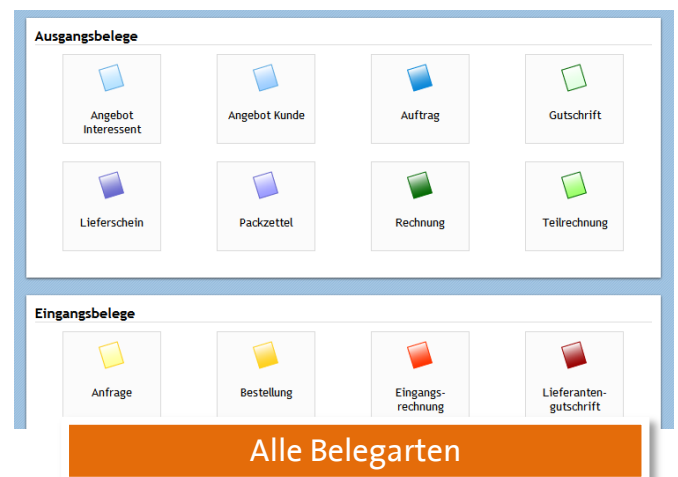 Ausgangsbelege
Angebot
Interessent
Angebot Kunde
Auftrag
Gutschrift
Lieferschein
Packzettel
Rechnung
Teilrechnung
Eingangsbelege
Anfrage
Bestellung
Eingangs-
rechnung
Lieferanten-
gutschrift
Alle Belegarten